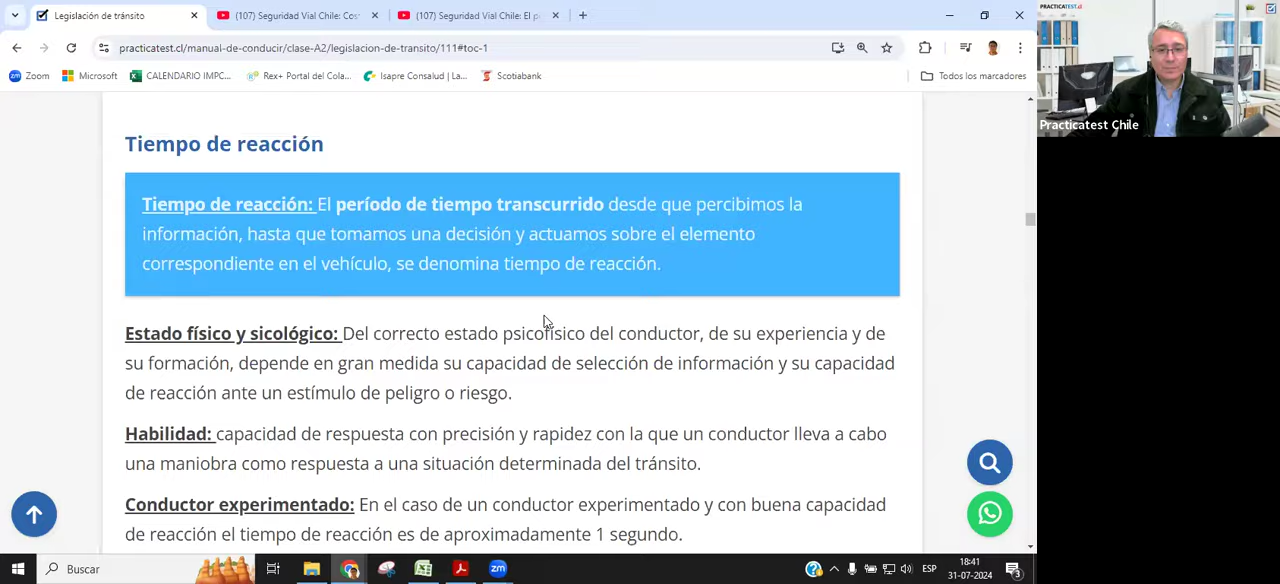 Legislación de tránsito
(107) Seguridad Vial Chile: con
(107) Seguridad Vial Chile: El p
practicatest.cl/manual-de-conducir/clase-A2/legislacion-de-transito/111#toc-1
Zoom
Microsoft
CALENDARIO IMPC...
Rex+ Portal del Col...
Isapre Consalud | La...
Scotiabank
Todos los marcadores
PRACTICATEST.cl
Practicatest Chile
Tiempo de reacción
Tiempo de reacción: El período de tiempo transcurrido desde que percibimos la
información, hasta que tomamos una decisión y actuamos sobre el elemento
correspondiente en el vehículo, se denomina tiempo de reacción.
Estado físico y sicológico: Del correcto estado psicofísico del conductor, de su experiencia y de
su formación, depende en gran medida su capacidad de selección de información y su capacidad
de reacción ante un estímulo de peligro o riesgo.
Habilidad: capacidad de respuesta con precisión y rapidez con la que un conductor lleva a cabo
una maniobra como respuesta a una situación determinada del tránsito.
Conductor experimentado: En el caso de un conductor experimentado y con buena capacidad
de reacción el tiempo de reacción es de aproximadamente 1 segundo.
Buscar
zm
ESP
18:41
31-07-2024
3